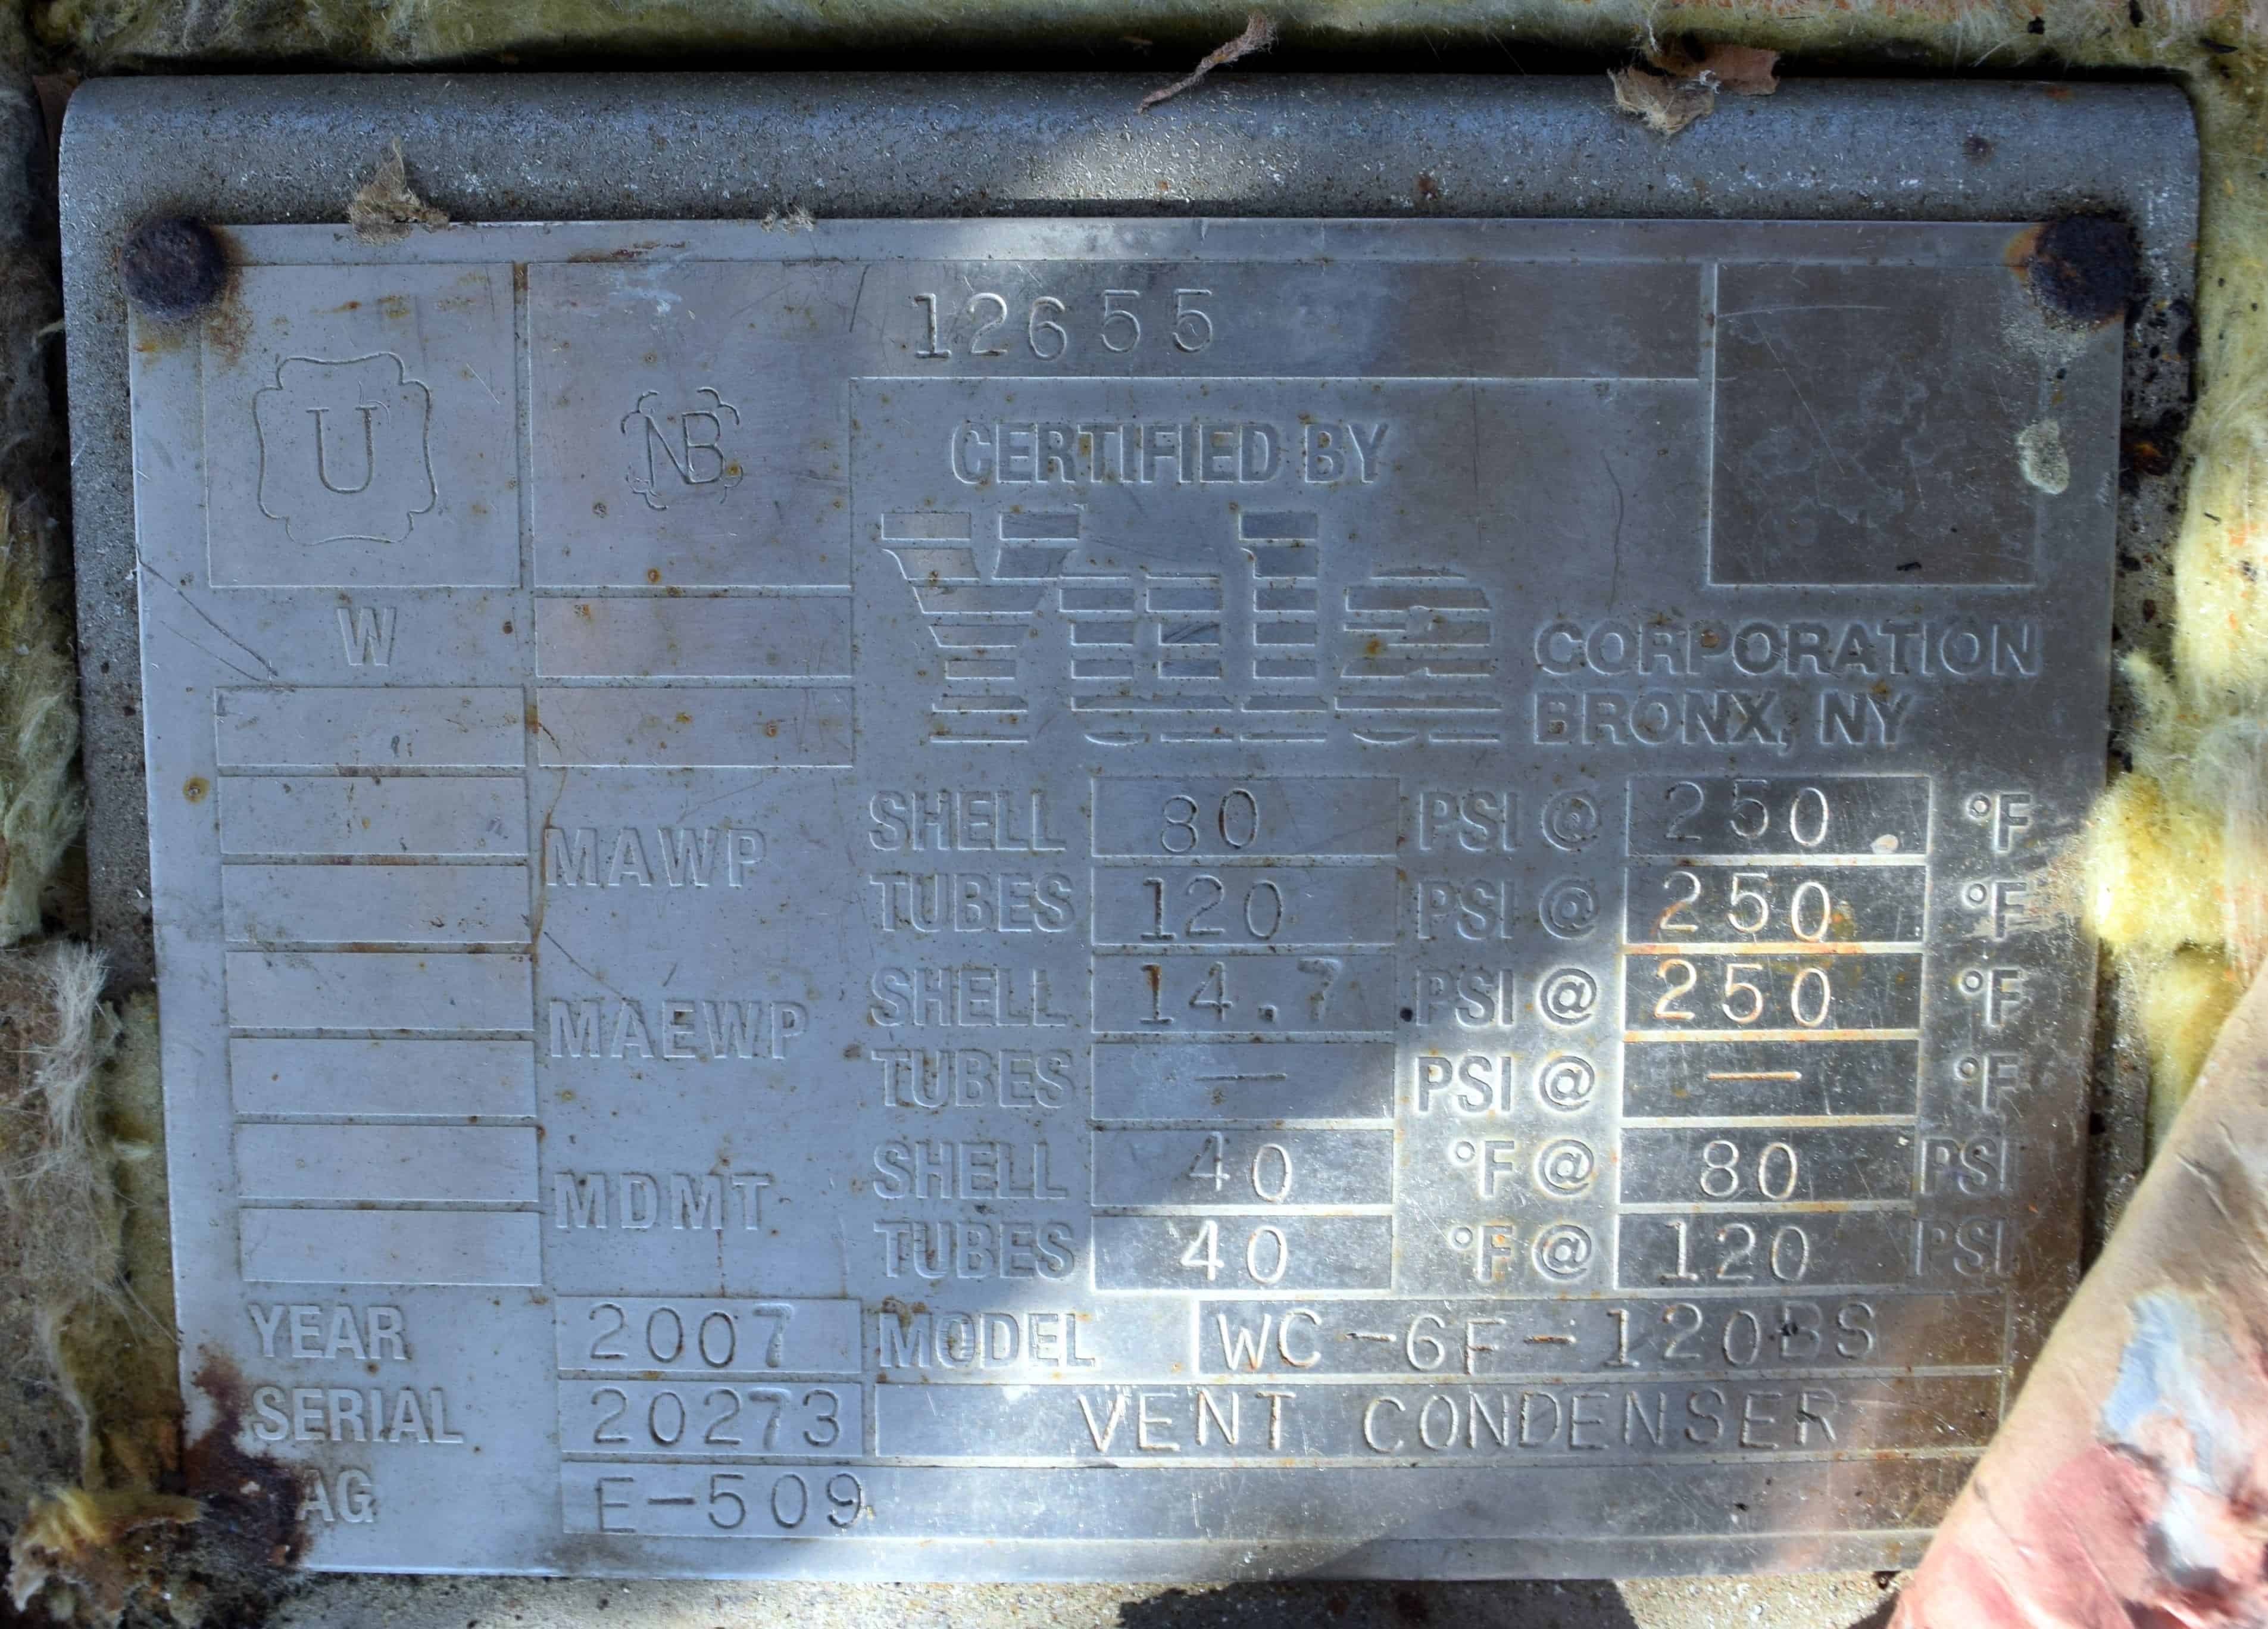 12655
U
NB
CERTIFIED BY
Yula
CORPORATION
BRONX, NY
W
MAWP
SHELL 80 PSI @ 250 °F
TUBES 120 PSI @ 250 °F
MAEWP
SHELL 14.7 PSI @ 250 °F
TUBES — PSI @ — °F
MDMT
SHELL 40 °F @ 80 PSI
TUBES 40 °F @ 120 PSI
YEAR 2007 MODEL WC-6F-120BS
SERIAL 20273 VENT CONDENSER
AG E-509